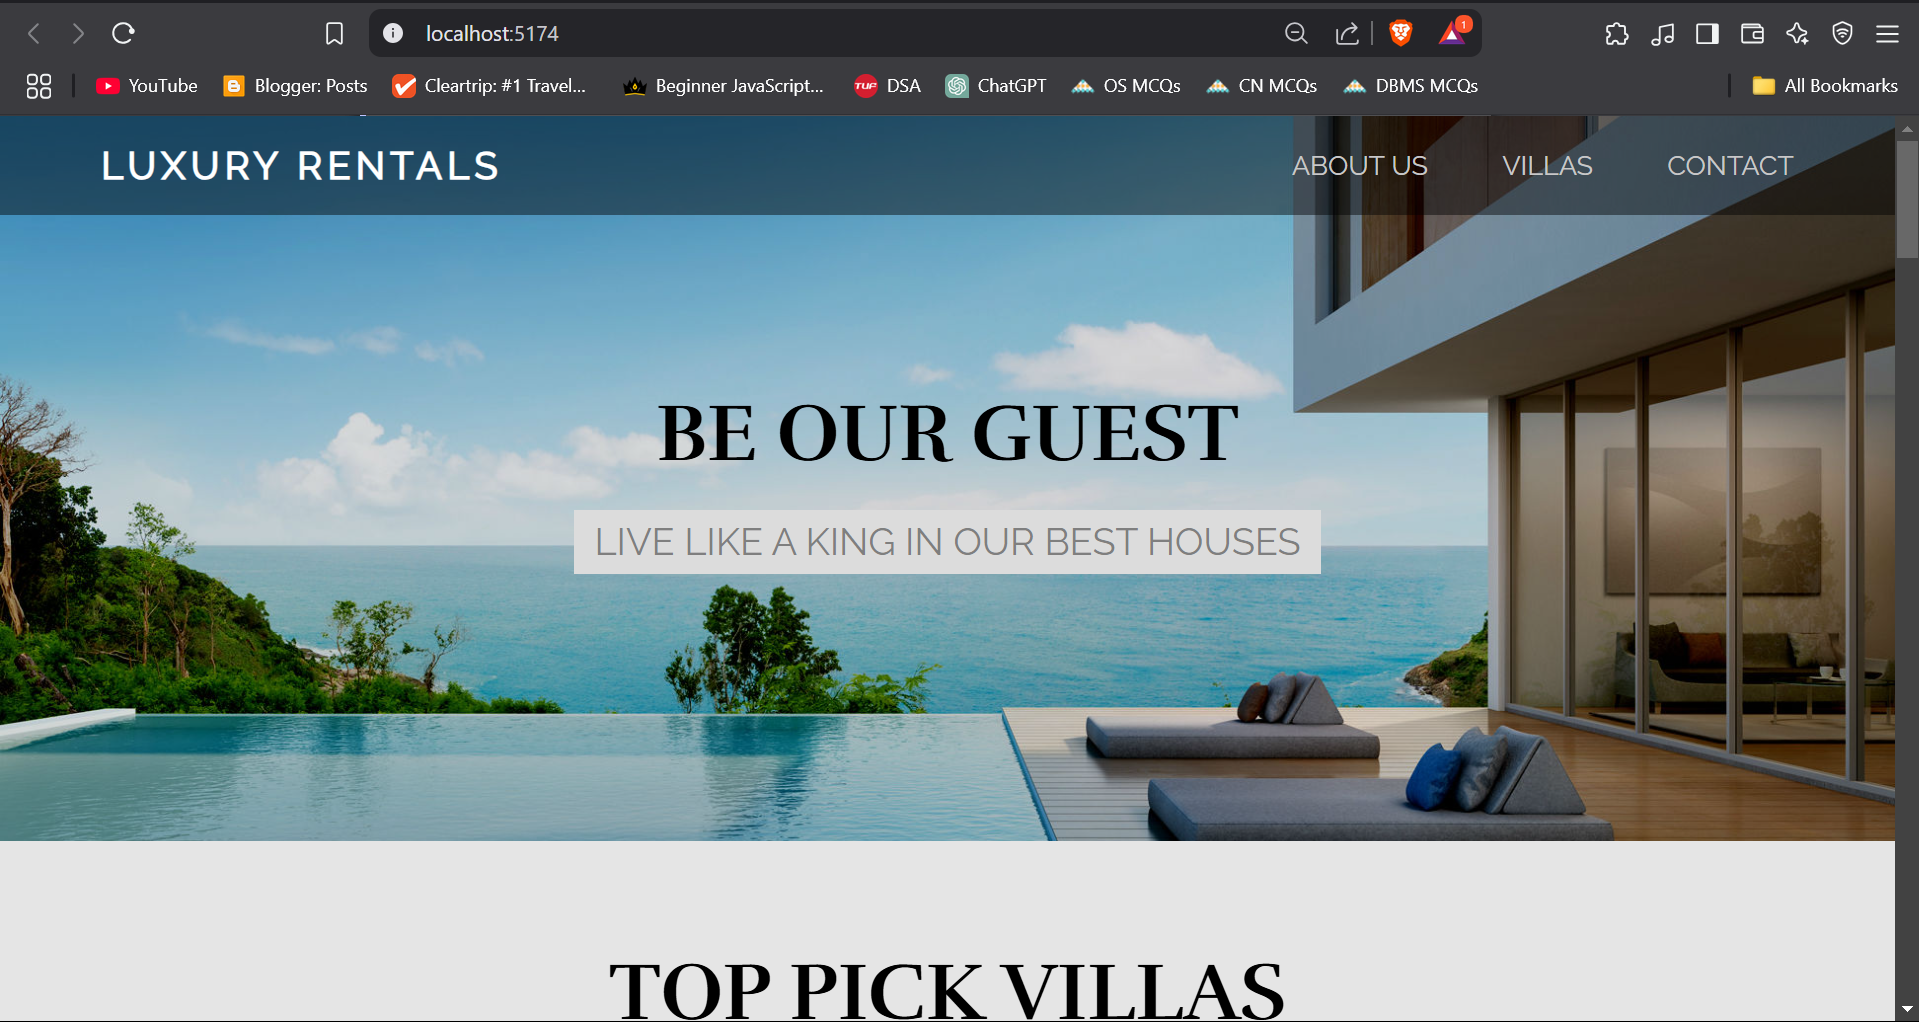 localhost:5174
1
YouTube
Blogger: Posts
Cleartrip: #1 Travel...
Beginner JavaScript...
TUF
DSA
ChatGPT
OS MCQs
CN MCQs
DBMS MCQs
All Bookmarks
LUXURY RENTALS
ABOUT US
VILLAS
CONTACT
BE OUR GUEST
LIVE LIKE A KING IN OUR BEST HOUSES
TOP PICK VILLAS